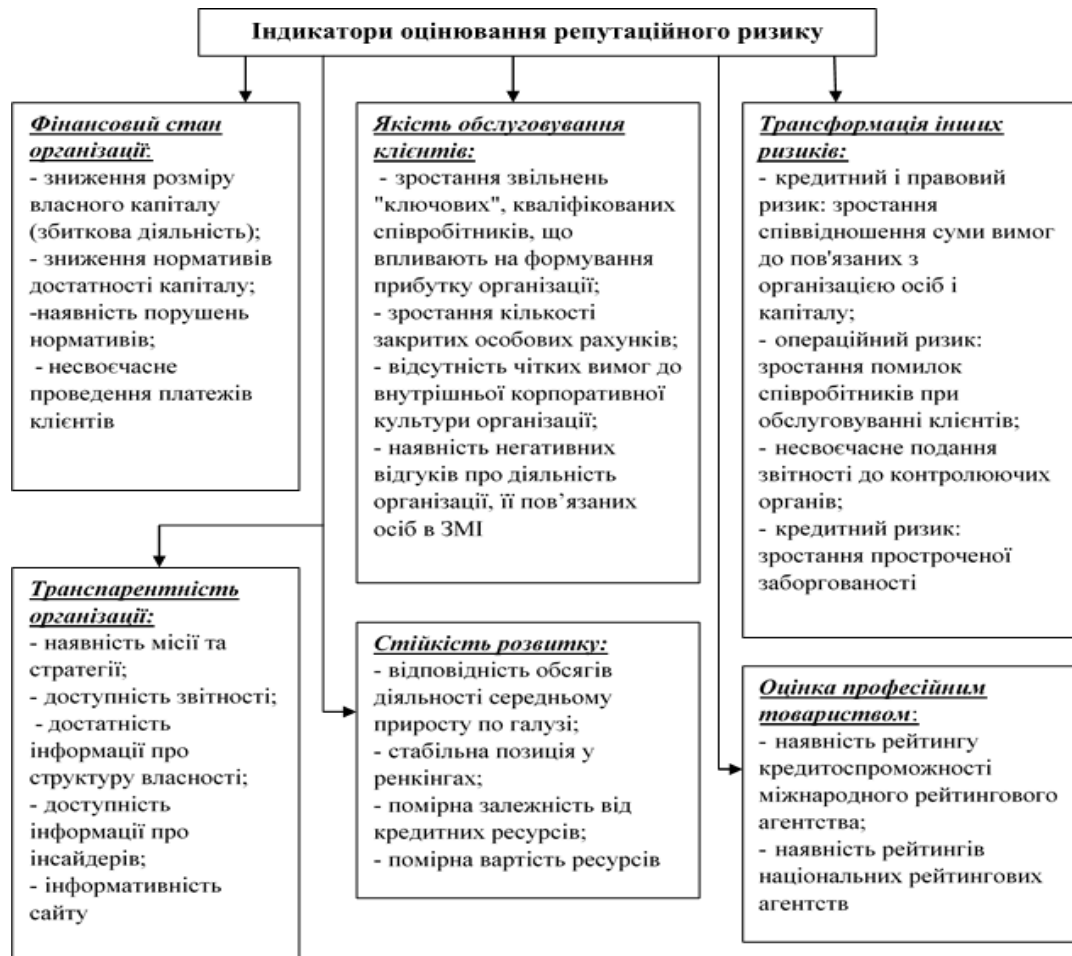 Індикатори оцінювання репутаційного ризику
Фінансовий стан
організації:
- зниження розміру
власного капіталу
(збиткова діяльність);
- зниження нормативів
достатності капіталу;
-наявність порушень
нормативів;
- несвоєчасне
проведення платежів
клієнтів
Якість обслуговування
клієнтів:
- зростання звільнень
"ключових", кваліфікованих
співробітників, що
впливають на формування
прибутку організації;
- зростання кількості
закритих особових рахунків;
- відсутність чітких вимог до
внутрішньої корпоративної
культури організації;
- наявність негативних
відгуків про діяльність
організації, її пов’язаних
осіб в ЗМІ
Трансформація інших
ризиків:
- кредитний і правовий
ризик: зростання
співвідношення суми вимог
до пов'язаних з
організацією осіб і
капіталу;
- операційний ризик:
зростання помилок
співробітників при
обслуговуванні клієнтів;
- несвоєчасне подання
звітності до контролюючих
органів;
- кредитний ризик:
зростання простроченої
заборгованості
Транспарентність
організації:
- наявність місії та
стратегії;
- доступність звітності;
- достатність
інформації про
структуру власності;
- доступність
інформації про
інсайдерів;
- інформативність
сайту
Стійкість розвитку:
- відповідність обсягів
діяльності середньому
приросту по галузі;
- стабільна позиція у
ренкінгах;
- помірна залежність від
кредитних ресурсів;
- помірна вартість ресурсів
Оцінка професійним
товариством:
- наявність рейтингу
кредитоспроможності
міжнародного рейтингового
агентства;
- наявність рейтингів
національних рейтингових
агентств